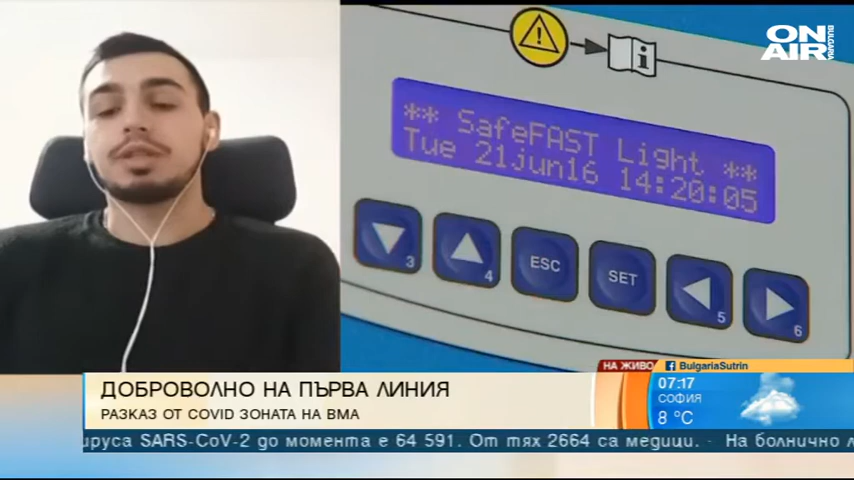 ON
AIR
BULGARIA
i
** SafeFAST Light **
Tue 21jun16 14:20:05
3
4
ESC
SET
5
6
НА ЖИВО
BulgariaSutrin
ДОБРОВОЛНО НА ПЪРВА ЛИНИЯ
РАЗКАЗ ОТ COVID ЗОНАТА НА ВМА
07:17
СОФИЯ
8 °C
SARS-CoV-2 до момента е 64 591. От тях 2664 са медици. - На болнично